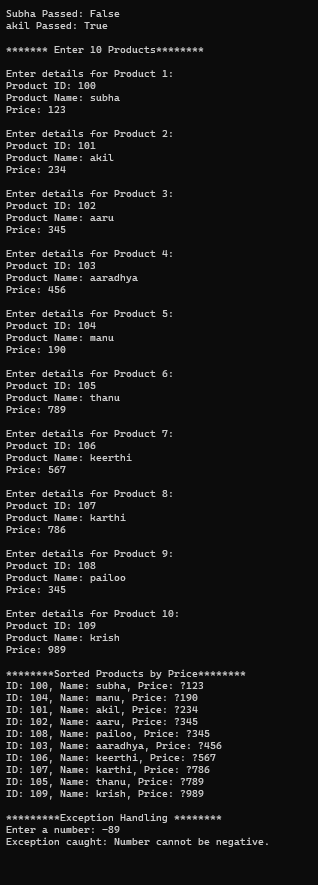 Subha Passed: False
akil Passed: True
******* Enter 10 Products********
Enter details for Product 1:
Product ID: 100
Product Name: subha
Price: 123
Enter details for Product 2:
Product ID: 101
Product Name: akil
Price: 234
Enter details for Product 3:
Product ID: 102
Product Name: aaru
Price: 345
Enter details for Product 4:
Product ID: 103
Product Name: aaradhya
Price: 456
Enter details for Product 5:
Product ID: 104
Product Name: manu
Price: 190
Enter details for Product 6:
Product ID: 105
Product Name: thanu
Price: 789
Enter details for Product 7:
Product ID: 106
Product Name: keerthi
Price: 567
Enter details for Product 8:
Product ID: 107
Product Name: karthi
Price: 786
Enter details for Product 9:
Product ID: 108
Product Name: pailoo
Price: 345
Enter details for Product 10:
Product ID: 109
Product Name: krish
Price: 989
********Sorted Products by Price********
ID: 100, Name: subha, Price: ?123
ID: 104, Name: manu, Price: ?190
ID: 101, Name: akil, Price: ?234
ID: 102, Name: aaru, Price: ?345
ID: 108, Name: pailoo, Price: ?345
ID: 103, Name: aaradhya, Price: ?456
ID: 106, Name: keerthi, Price: ?567
ID: 107, Name: karthi, Price: ?786
ID: 105, Name: thanu, Price: ?789
ID: 109, Name: krish, Price: ?989
*********Exception Handling ********
Enter a number: -89
Exception caught: Number cannot be negative.